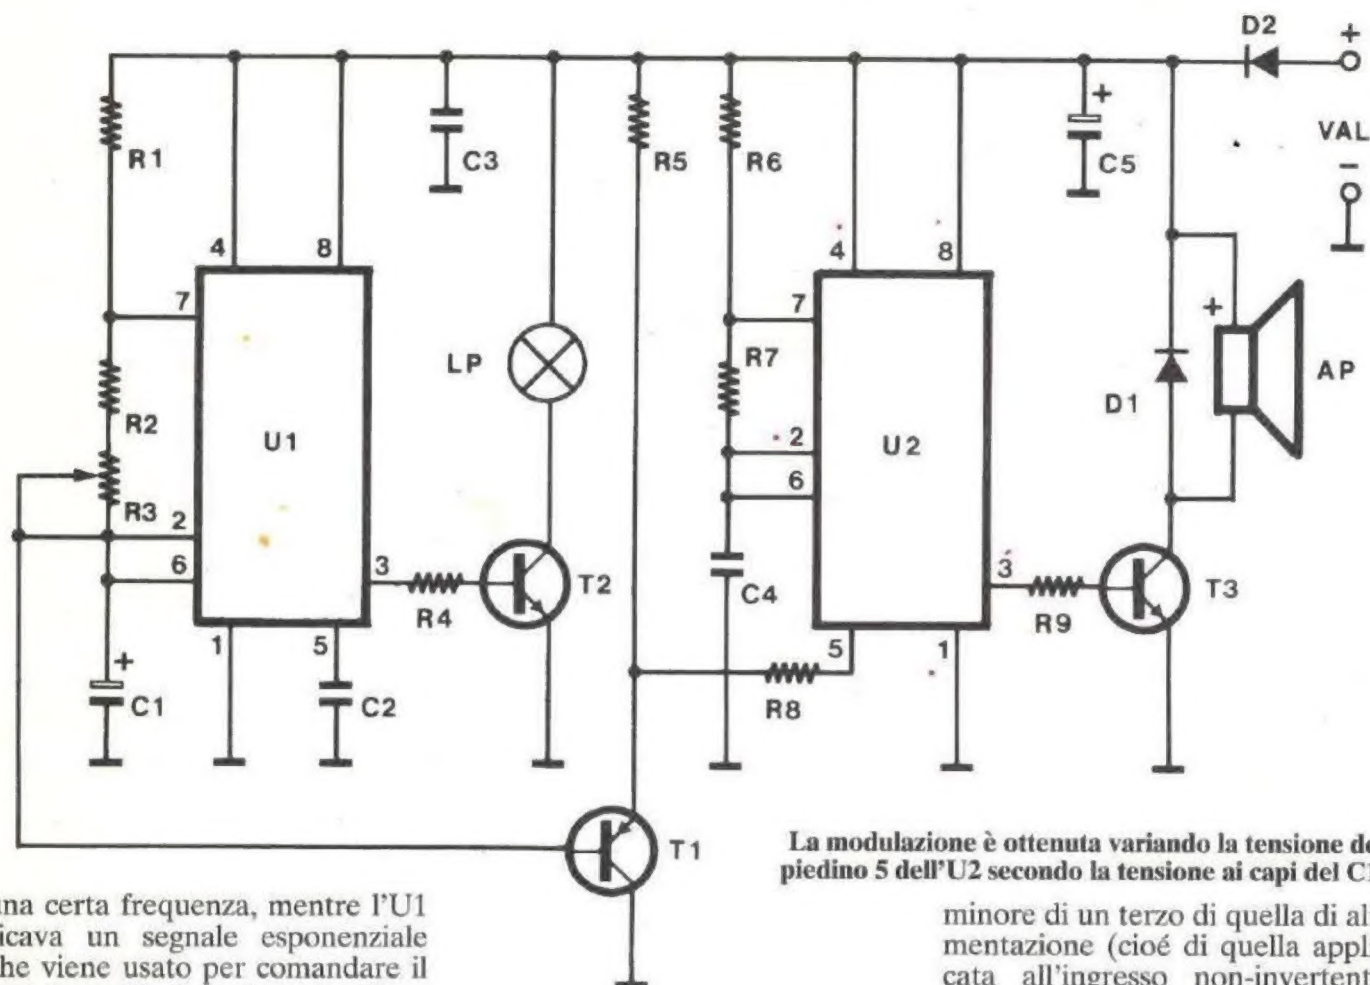 D2
+
VAL
−
R1
C3
R5
R6
+
C5
4
8
4
8
7
7
LP
R7
+
AP
D1
R2
U1
2
U2
R3
2
6
6
3
T2
C4
3
T3
R4
R9
1
5
5
1
+
C1
C2
R8
T1
La modulazione è ottenuta variando la tensione de
piedino 5 dell'U2 secondo la tensione ai capi del C1
una certa frequenza, mentre l'U1
icava un segnale esponenziale
he viene usato per comandare il
minore di un terzo di quella di ali
mentazione (cioé di quella appli
cata all'ingresso non-invertent